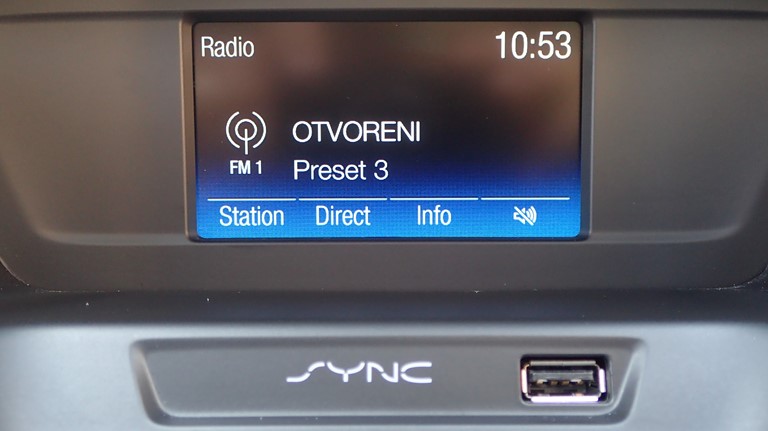 Radio 10:53
OTVORENI
FM 1
Preset 3
Station Direct Info
SYNC